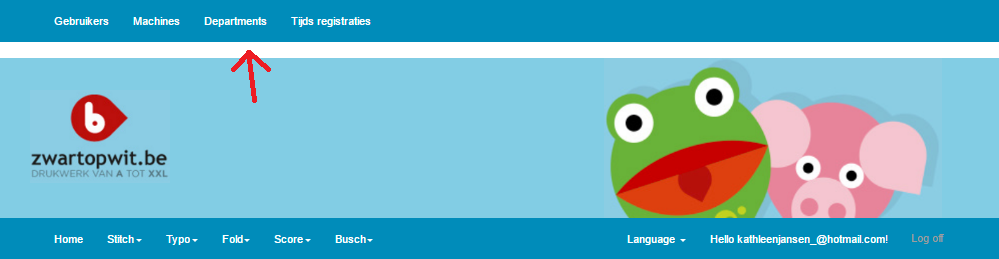 Gebruikers Machines Departments Tijds registraties
b
zwartopwit.be
DRUKWERK VAN A TOT XXL
Home Stitch Typo Fold Score Busch Language Hello kathleenjansen_@hotmail.com! Log off